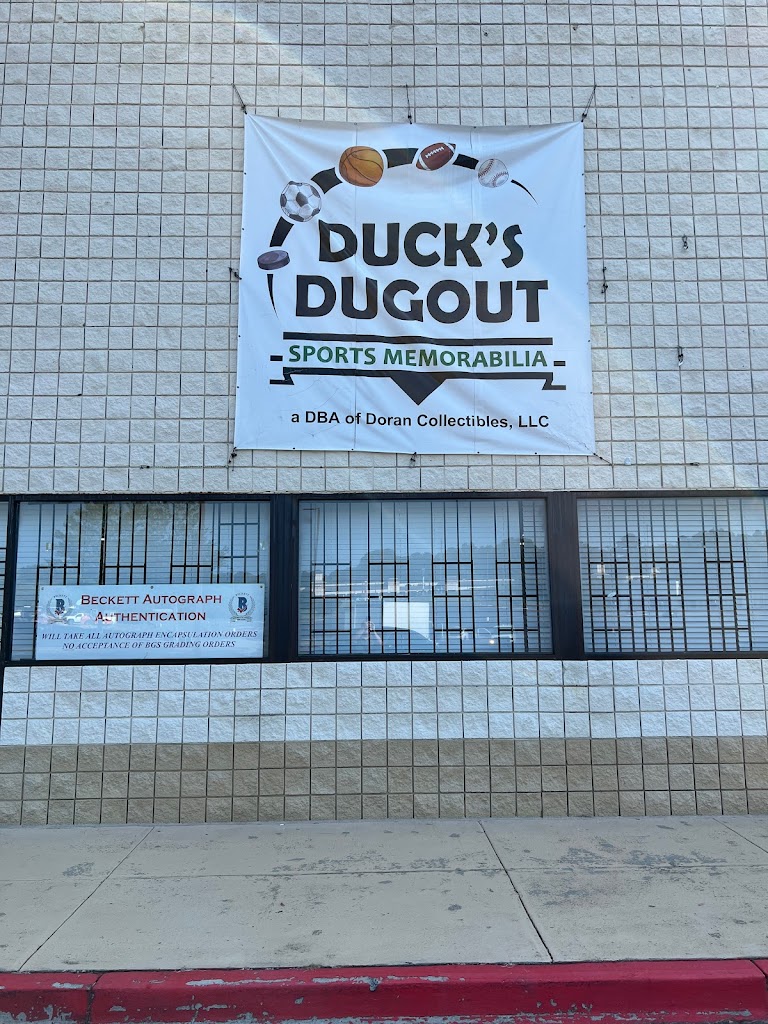 DUCK'S
DUGOUT
SPORTS MEMORABILIA
a DBA of Doran Collectibles, LLC
BECKETT AUTOGRAPH
AUTHENTICATION
WILL TAKE ALL AUTOGRAPH ENCAPSULATION ORDERS
NO ACCEPTANCE OF BGS GRADING ORDERS